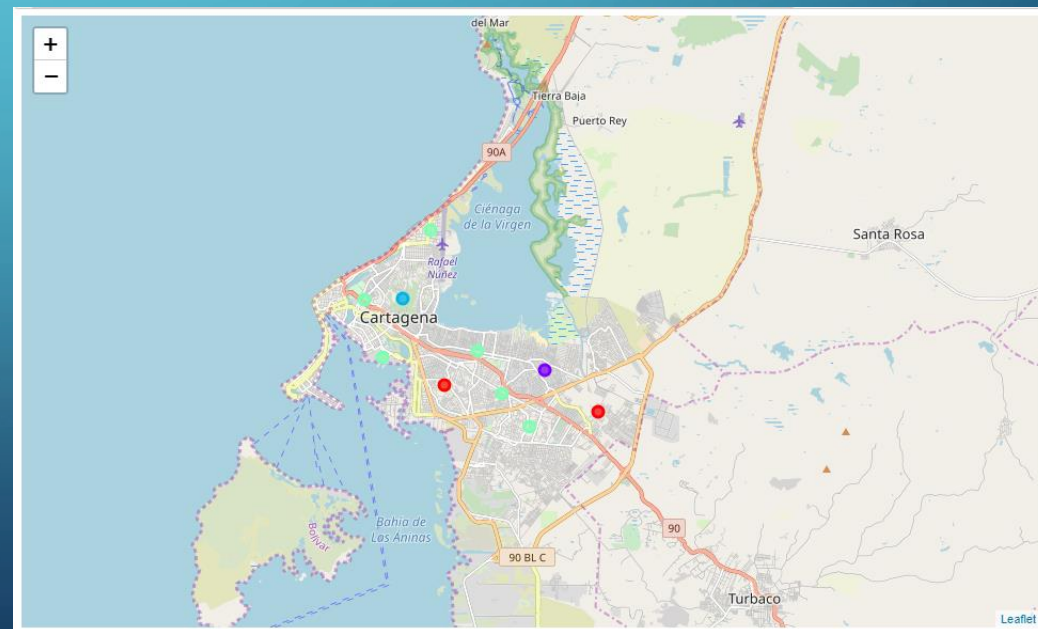 +
−
del Mar
Tierra Baja
Puerto Rey
90A
Ciénaga
de la Virgen
Santa Rosa
Rafael
Núñez
Cartagena
Bahía de
Las Áninas
Bolívar
90
90 BL C
Turbaco
Leaflet